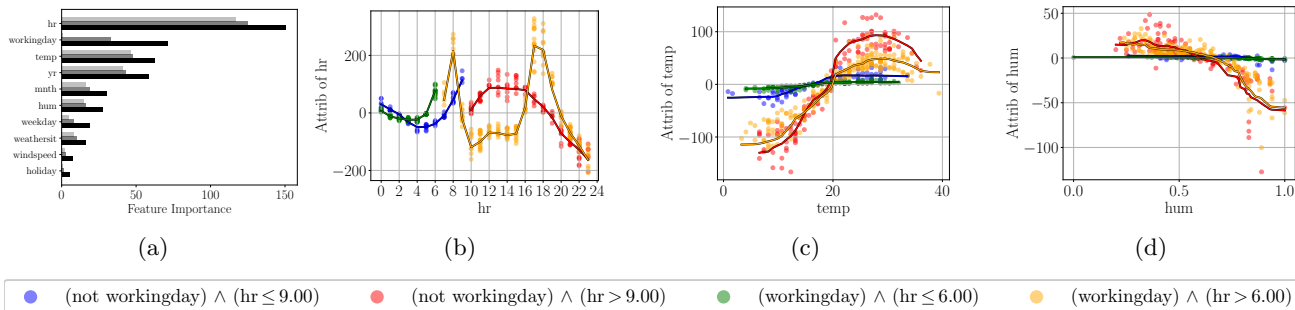 hr
workingday
temp
yr
mnth
hum
weekday
weathersit
windspeed
holiday
0 50 100 150
Feature Importance
(a)
Attrib of hr
200
0
−200
0 2 4 6 8 10 12 14 16 18 20 22 24
hr
(b)
Attrib of temp
100
0
−100
0 20 40
temp
(c)
Attrib of hum
50
0
−50
−100
0.0 0.5 1.0
hum
(d)
(not workingday) ∧ (hr ≤ 9.00) (not workingday) ∧ (hr > 9.00) (workingday) ∧ (hr ≤ 6.00) (workingday) ∧ (hr > 6.00)